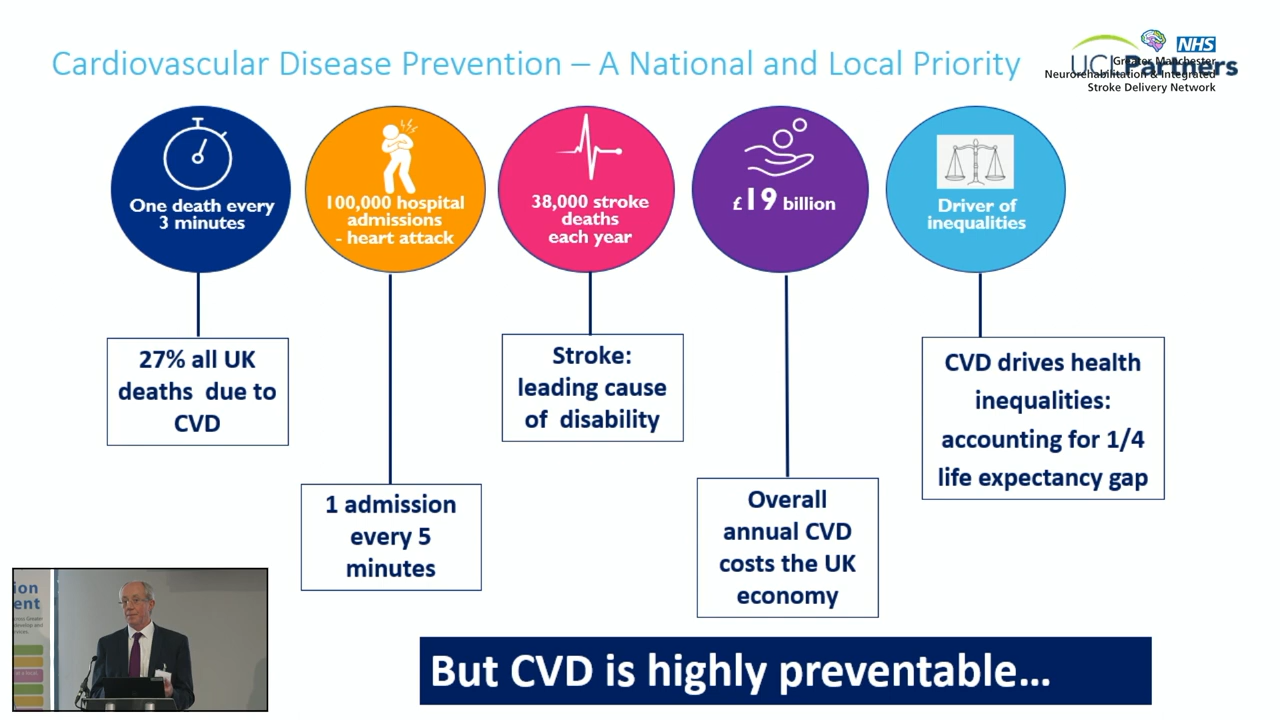 Cardiovascular Disease Prevention – A National and Local Priority
NHS
UCLPartners
Greater Manchester
Neurorehabilitation & Integrated
Stroke Delivery Network
One death every
3 minutes
100,000 hospital
admissions
- heart attack
38,000 stroke
deaths
each year
£19 billion
Driver of
inequalities
27% all UK
deaths due to
CVD
1 admission
every 5
minutes
Stroke:
leading cause
of disability
Overall
annual CVD
costs the UK
economy
CVD drives health
inequalities:
accounting for 1/4
life expectancy gap
But CVD is highly preventable...
ion
ent